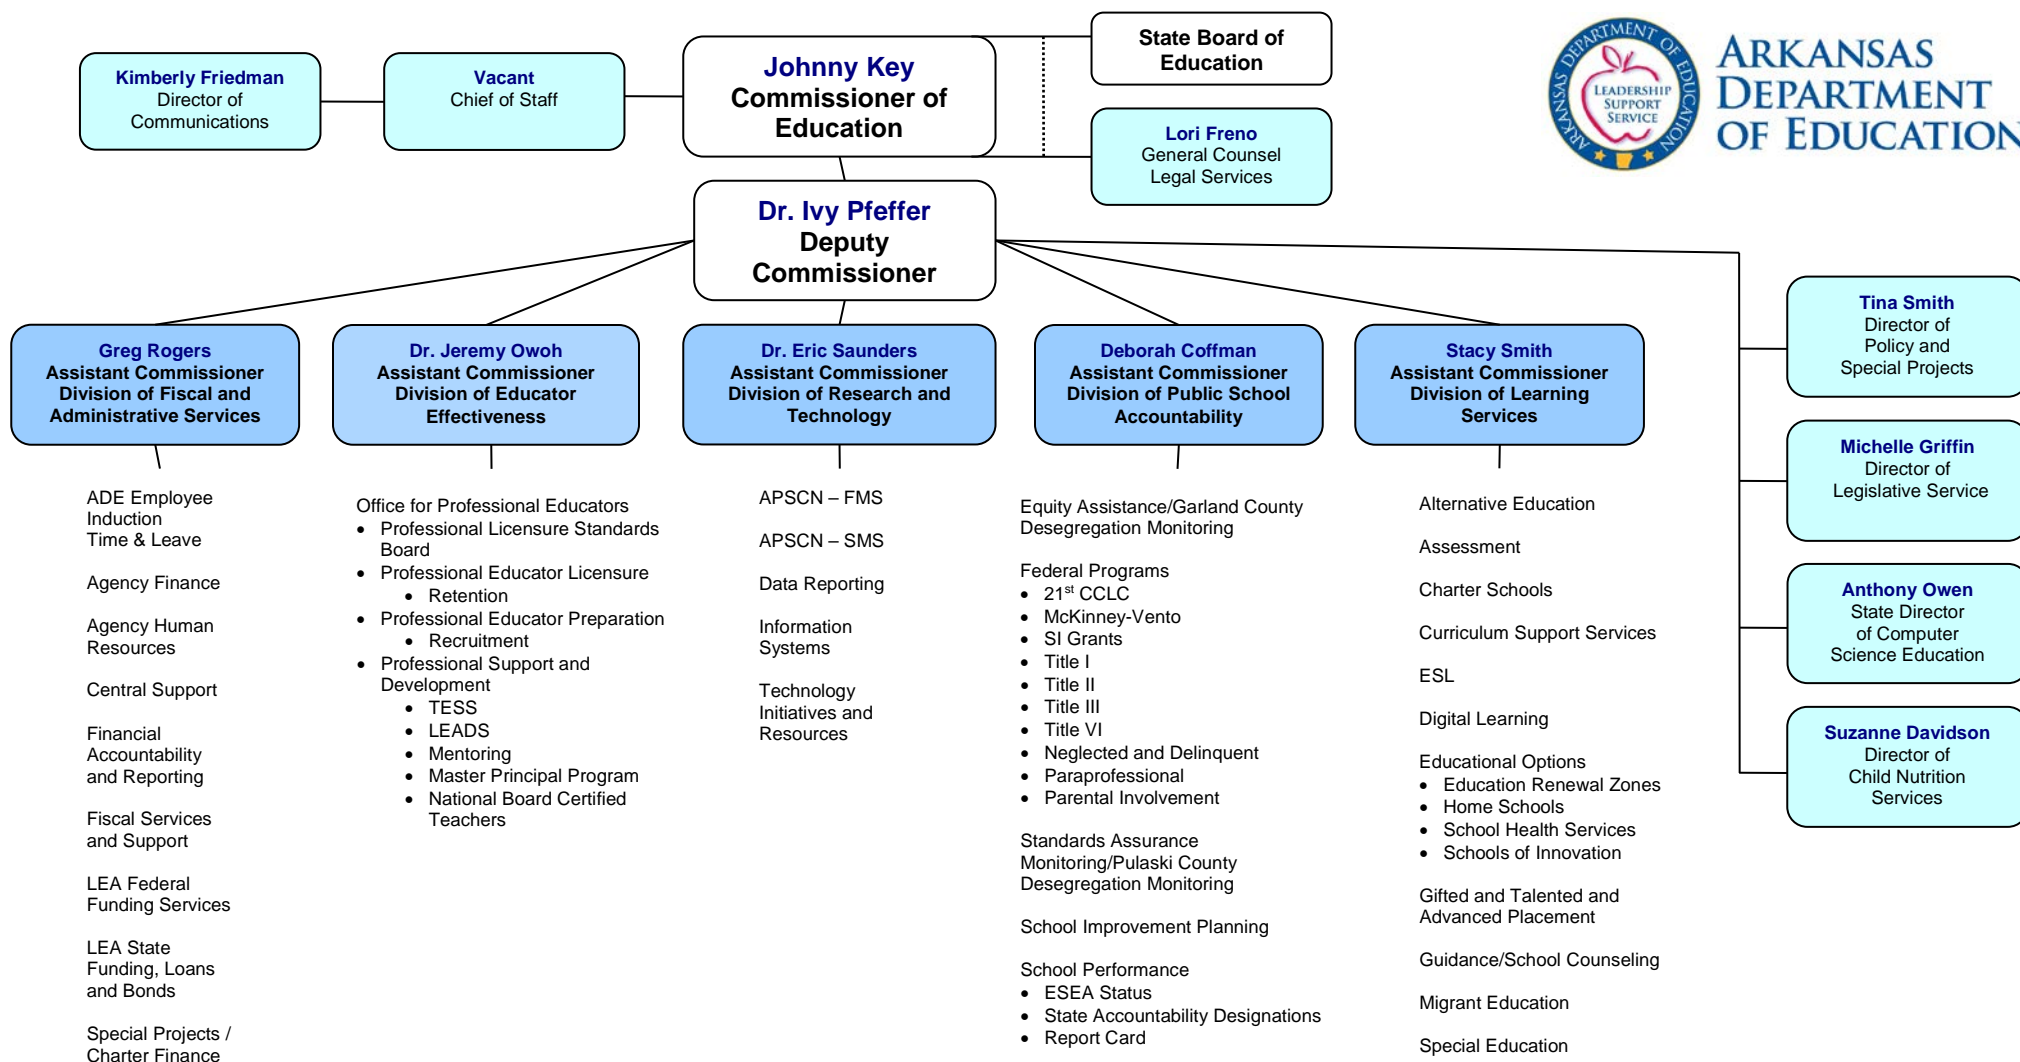 Kimberly Friedman
Director of
Communications
Vacant
Chief of Staff
Johnny Key
Commissioner of
Education
State Board of
Education
Lori Freno
General Counsel
Legal Services
ARKANSAS DEPARTMENT OF EDUCATION
LEADERSHIP
SUPPORT
SERVICE
ARKANSAS
DEPARTMENT
OF EDUCATION
Dr. Ivy Pfeffer
Deputy
Commissioner
Greg Rogers
Assistant Commissioner
Division of Fiscal and
Administrative Services
Dr. Jeremy Owoh
Assistant Commissioner
Division of Educator
Effectiveness
Dr. Eric Saunders
Assistant Commissioner
Division of Research and
Technology
Deborah Coffman
Assistant Commissioner
Division of Public School
Accountability
Stacy Smith
Assistant Commissioner
Division of Learning
Services
Tina Smith
Director of
Policy and
Special Projects
Michelle Griffin
Director of
Legislative Service
Anthony Owen
State Director
of Computer
Science Education
Suzanne Davidson
Director of
Child Nutrition
Services
ADE Employee
Induction
Time & Leave
Agency Finance
Agency Human
Resources
Central Support
Financial
Accountability
and Reporting
Fiscal Services
and Support
LEA Federal
Funding Services
LEA State
Funding, Loans
and Bonds
Special Projects /
Charter Finance
Office for Professional Educators
• Professional Licensure Standards
Board
• Professional Educator Licensure
• Retention
• Professional Educator Preparation
• Recruitment
• Professional Support and
Development
• TESS
• LEADS
• Mentoring
• Master Principal Program
• National Board Certified
Teachers
APSCN – FMS
APSCN – SMS
Data Reporting
Information
Systems
Technology
Initiatives and
Resources
Equity Assistance/Garland County
Desegregation Monitoring
Federal Programs
• 21st CCLC
• McKinney-Vento
• SI Grants
• Title I
• Title II
• Title III
• Title VI
• Neglected and Delinquent
• Paraprofessional
• Parental Involvement
Standards Assurance
Monitoring/Pulaski County
Desegregation Monitoring
School Improvement Planning
School Performance
• ESEA Status
• State Accountability Designations
• Report Card
Alternative Education
Assessment
Charter Schools
Curriculum Support Services
ESL
Digital Learning
Educational Options
• Education Renewal Zones
• Home Schools
• School Health Services
• Schools of Innovation
Gifted and Talented and
Advanced Placement
Guidance/School Counseling
Migrant Education
Special Education